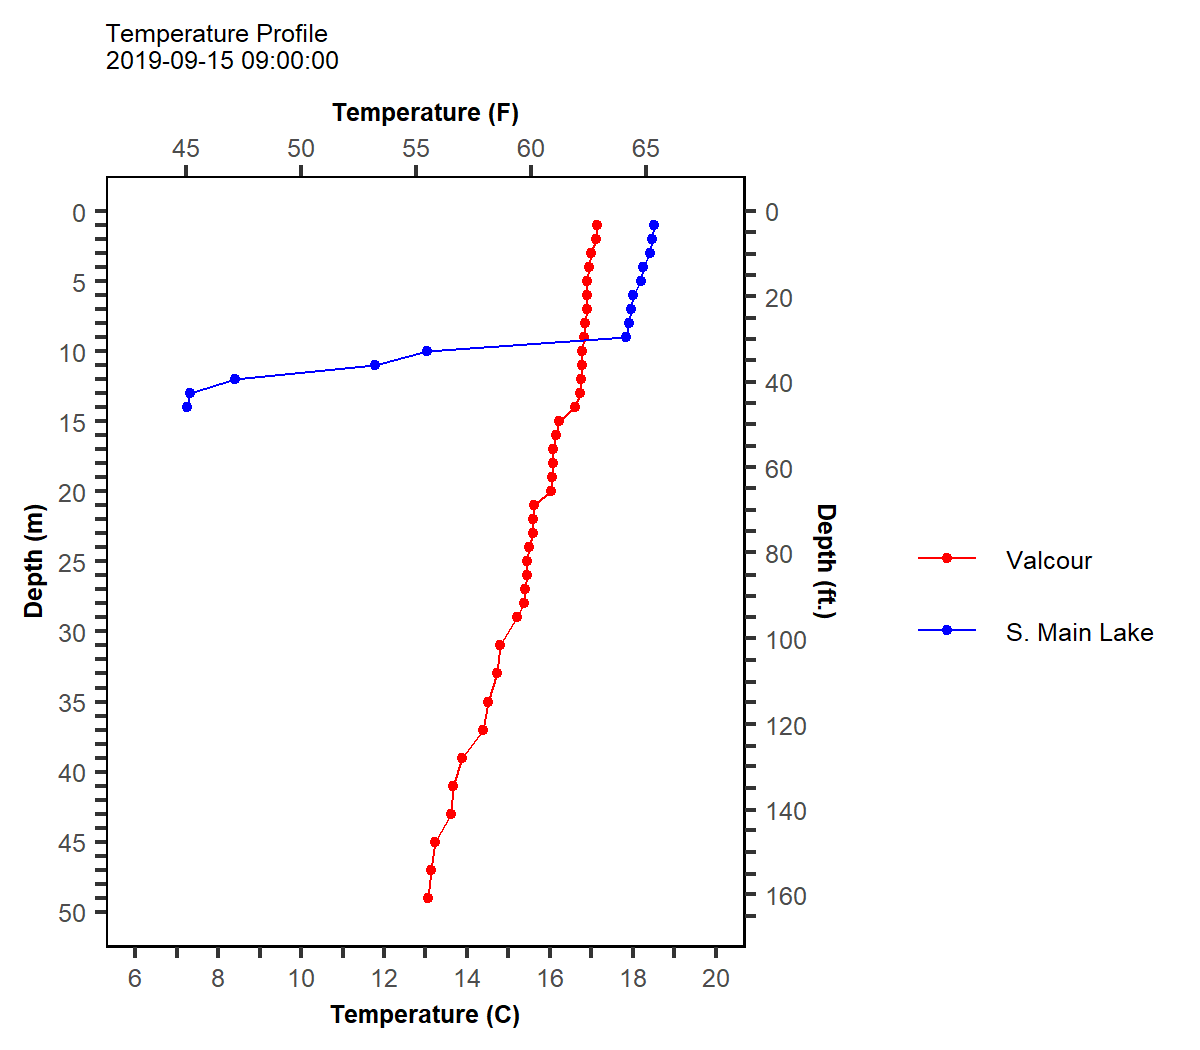 Temperature Profile
2019-09-15 09:00:00
Temperature (F)
45 50 55 60 65
0 0
5
20
10
40
15
60
20
Depth (m) Depth (ft.)
80
25
Valcour
30
100
S. Main Lake
35
120
40
140
45
160
50
6 8 10 12 14 16 18 20
Temperature (C)